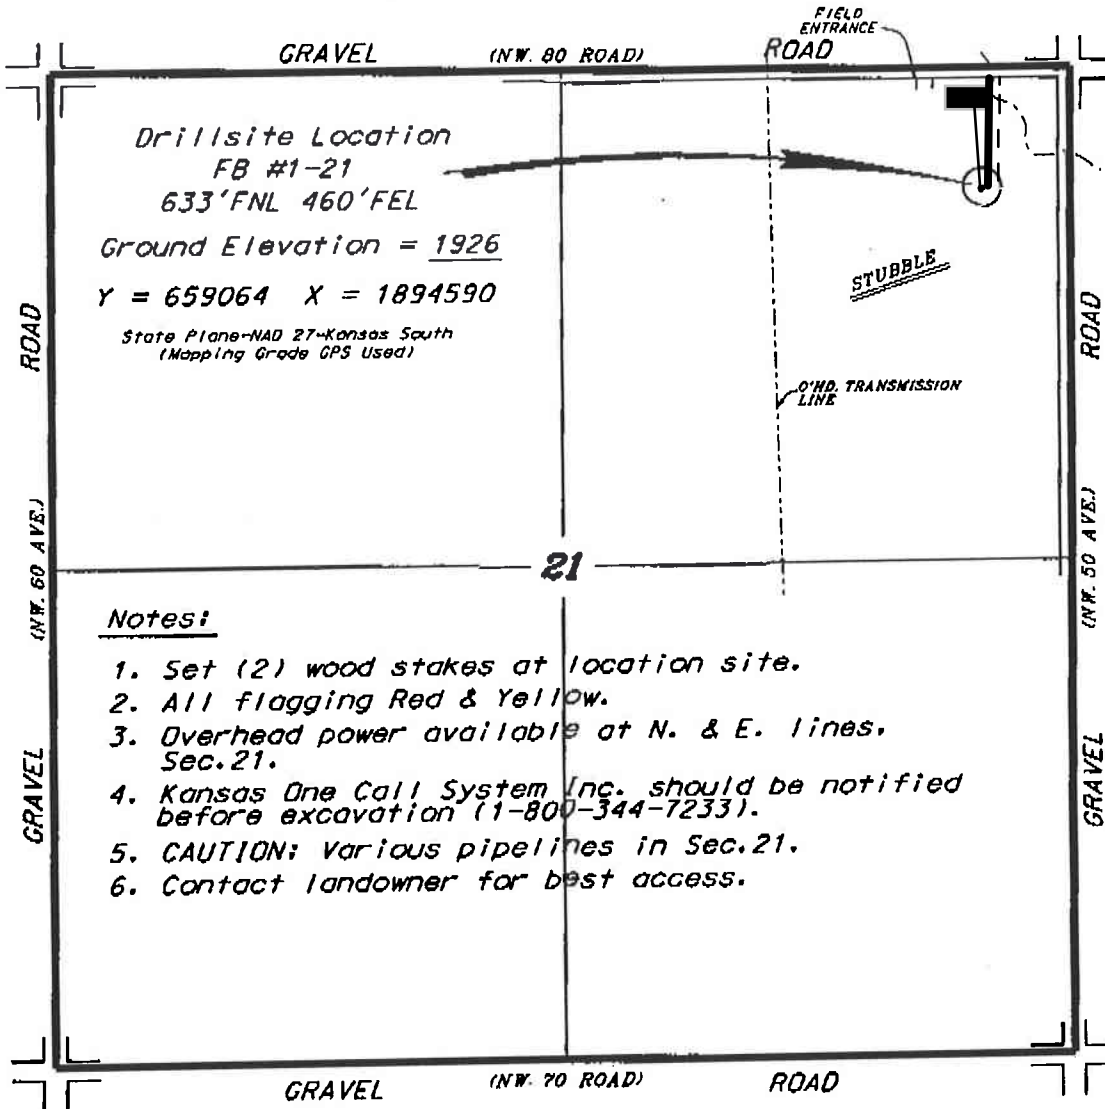 FIELD
ENTRANCE
GRAVEL (NW. 80 ROAD) ROAD
Drillsite Location
FB #1-21
633'FNL 460'FEL
Ground Elevation = 1926
Y = 659064 X = 1894590
State Plane-NAD 27-Kansas South
(Mapping Grade GPS Used)
STUBBLE
O'HD. TRANSMISSION
LINE
ROAD
(NW. 60 AVE.)
GRAVEL
ROAD
(NW. 50 AVE.)
GRAVEL
21
Notes:
1. Set (2) wood stakes at location site.
2. All flagging Red & Yellow.
3. Overhead power available at N. & E. lines,
Sec.21.
4. Kansas One Call System Inc. should be notified
before excavation (1-800-344-7233).
5. CAUTION: Various pipelines in Sec.21.
6. Contact landowner for best access.
GRAVEL (NW. 70 ROAD) ROAD